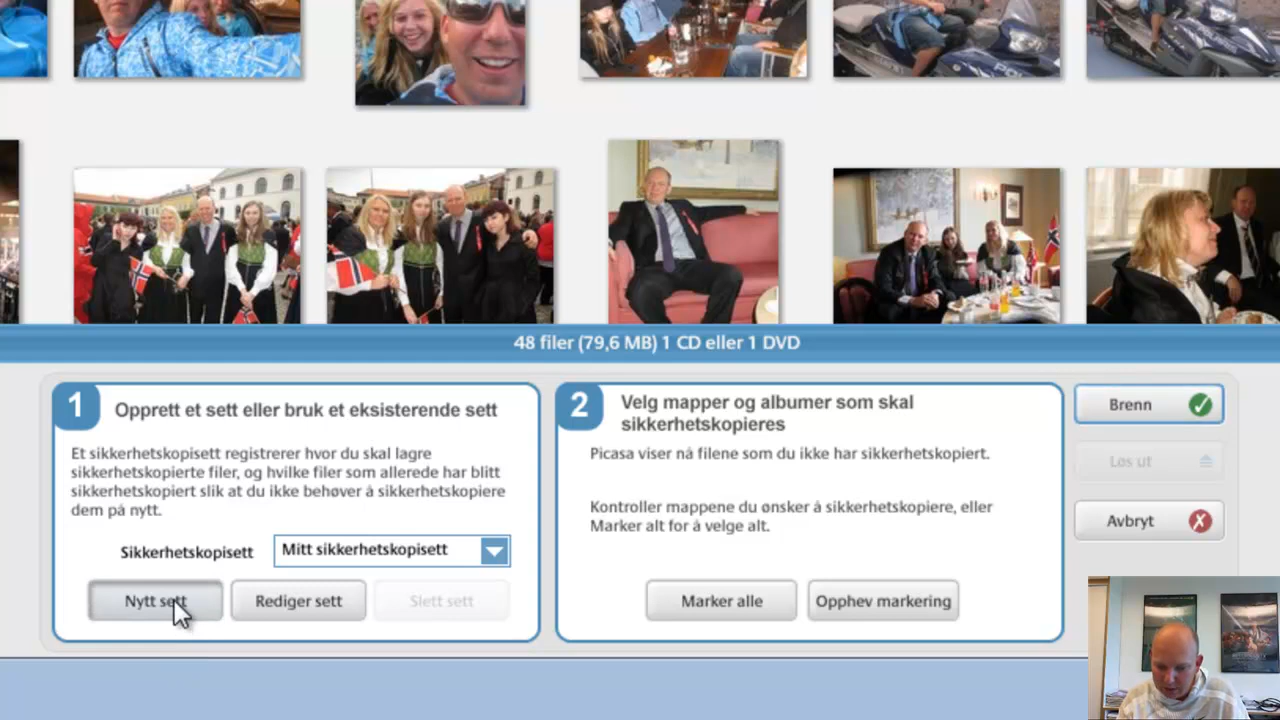 48 filer (79,6 MB) 1 CD eller 1 DVD
1
Opprett et sett eller bruk et eksisterende sett
Et sikkerhetskopisett registrerer hvor du skal lagre
sikkerhetskopierte filer, og hvilke filer som allerede har blitt
sikkerhetskopiert slik at du ikke behøver å sikkerhetskopiere
dem på nytt.
Sikkerhetskopisett
Mitt sikkerhetskopisett
Nytt sett
Rediger sett
Slett sett
2
Velg mapper og albumer som skal
sikkerhetskopieres
Picasa viser nå filene som du ikke har sikkerhetskopiert.
Kontroller mappene du ønsker å sikkerhetskopiere, eller
Marker alt for å velge alt.
Marker alle
Opphev markering
Brenn
Løs ut
Avbryt